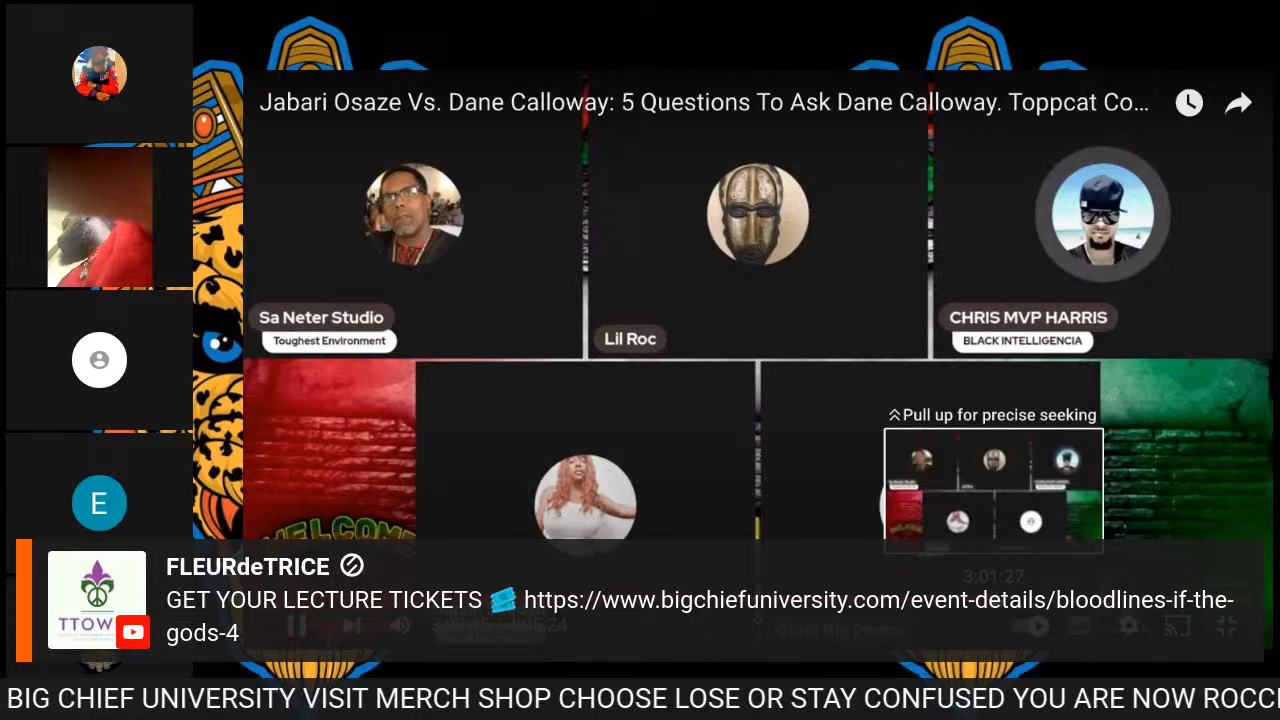 Jabari Osaze Vs. Dane Calloway: 5 Questions To Ask Dane Calloway. Toppcat Co...
Sa Neter Studio
Toughest Environment
Lil Roc
CHRIS MVP HARRIS
BLACK INTELLIGENCIA
Pull up for precise seeking
WELCOME
E
3:01:27
FLEURdeTRICE
GET YOUR LECTURE TICKETS https://www.bigchiefuniversity.com/event-details/bloodlines-if-the-
gods-4
TTOW
BIG CHIEF UNIVERSITY VISIT MERCH SHOP CHOOSE LOSE OR STAY CONFUSED YOU ARE NOW ROCC